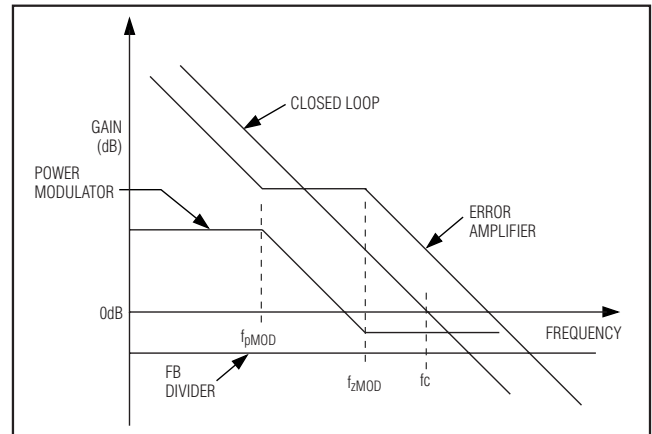 CLOSED LOOP
GAIN
(dB)
POWER
MODULATOR
ERROR
AMPLIFIER
0dB
FREQUENCY
fpMOD
FB
DIVIDER
fzMOD
fc